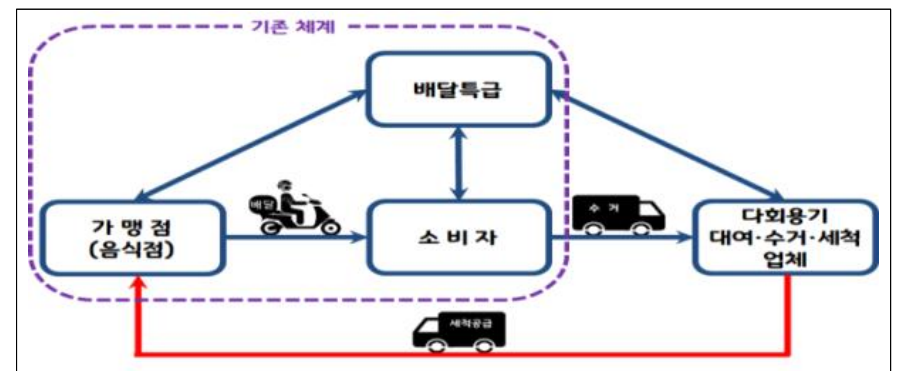 기존 체계
배달특급
배달
수 거
가 맹 점
(음식점)
소 비 자
다회용기
대여·수거·세척
업체
세척공급